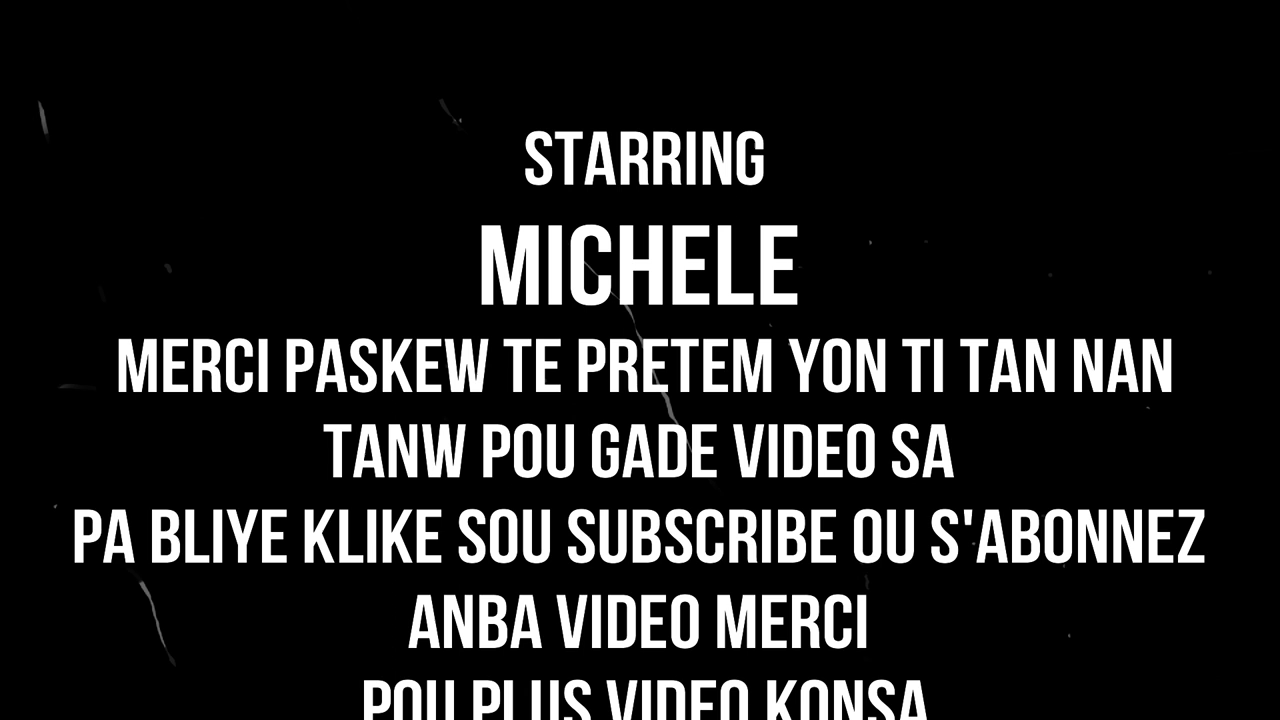 STARRING
MICHELE
MERCI PASKEW TE PRETEM YON TI TAN NAN
TANW POU GADE VIDEO SA
PA BLIYE KLIKE SOU SUBSCRIBE OU S'ABONNEZ
ANBA VIDEO MERCI
POU PLUS VIDEO KONSA